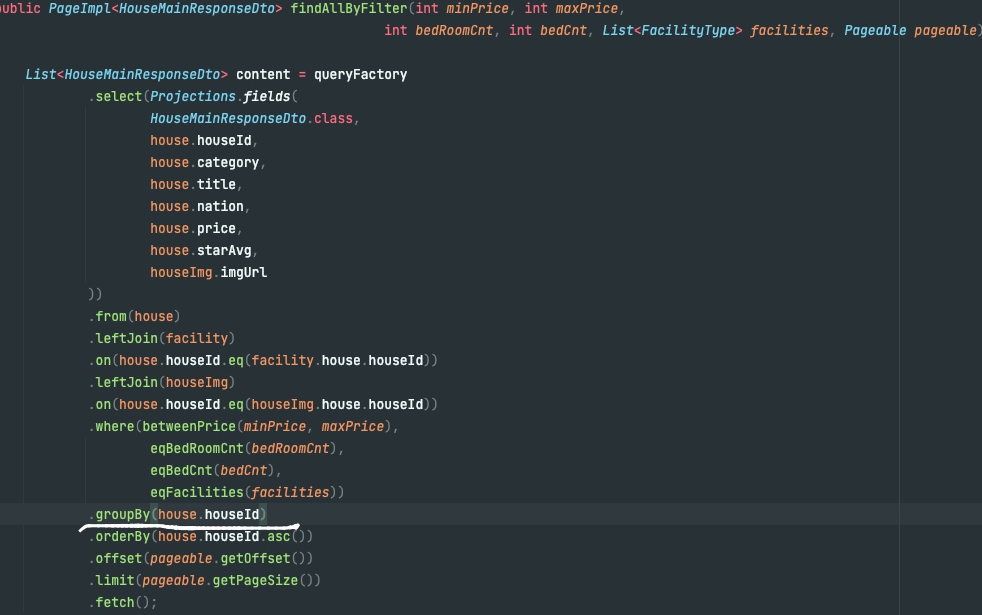 public PageImpl<HouseMainResponseDto> findAllByFilter(int minPrice, int maxPrice,
int bedRoomCnt, int bedCnt, List<FacilityType> facilities, Pageable pageable)
List<HouseMainResponseDto> content = queryFactory
.select(Projections.fields(
HouseMainResponseDto.class,
house.houseId,
house.category,
house.title,
house.nation,
house.price,
house.starAvg,
houseImg.imgUrl
))
.from(house)
.leftJoin(facility)
.on(house.houseId.eq(facility.house.houseId))
.leftJoin(houseImg)
.on(house.houseId.eq(houseImg.house.houseId))
.where(betweenPrice(minPrice, maxPrice),
eqBedRoomCnt(bedRoomCnt),
eqBedCnt(bedCnt),
eqFacilities(facilities))
.groupBy(house.houseId)
.orderBy(house.houseId.asc())
.offset(pageable.getOffset())
.limit(pageable.getPageSize())
.fetch();